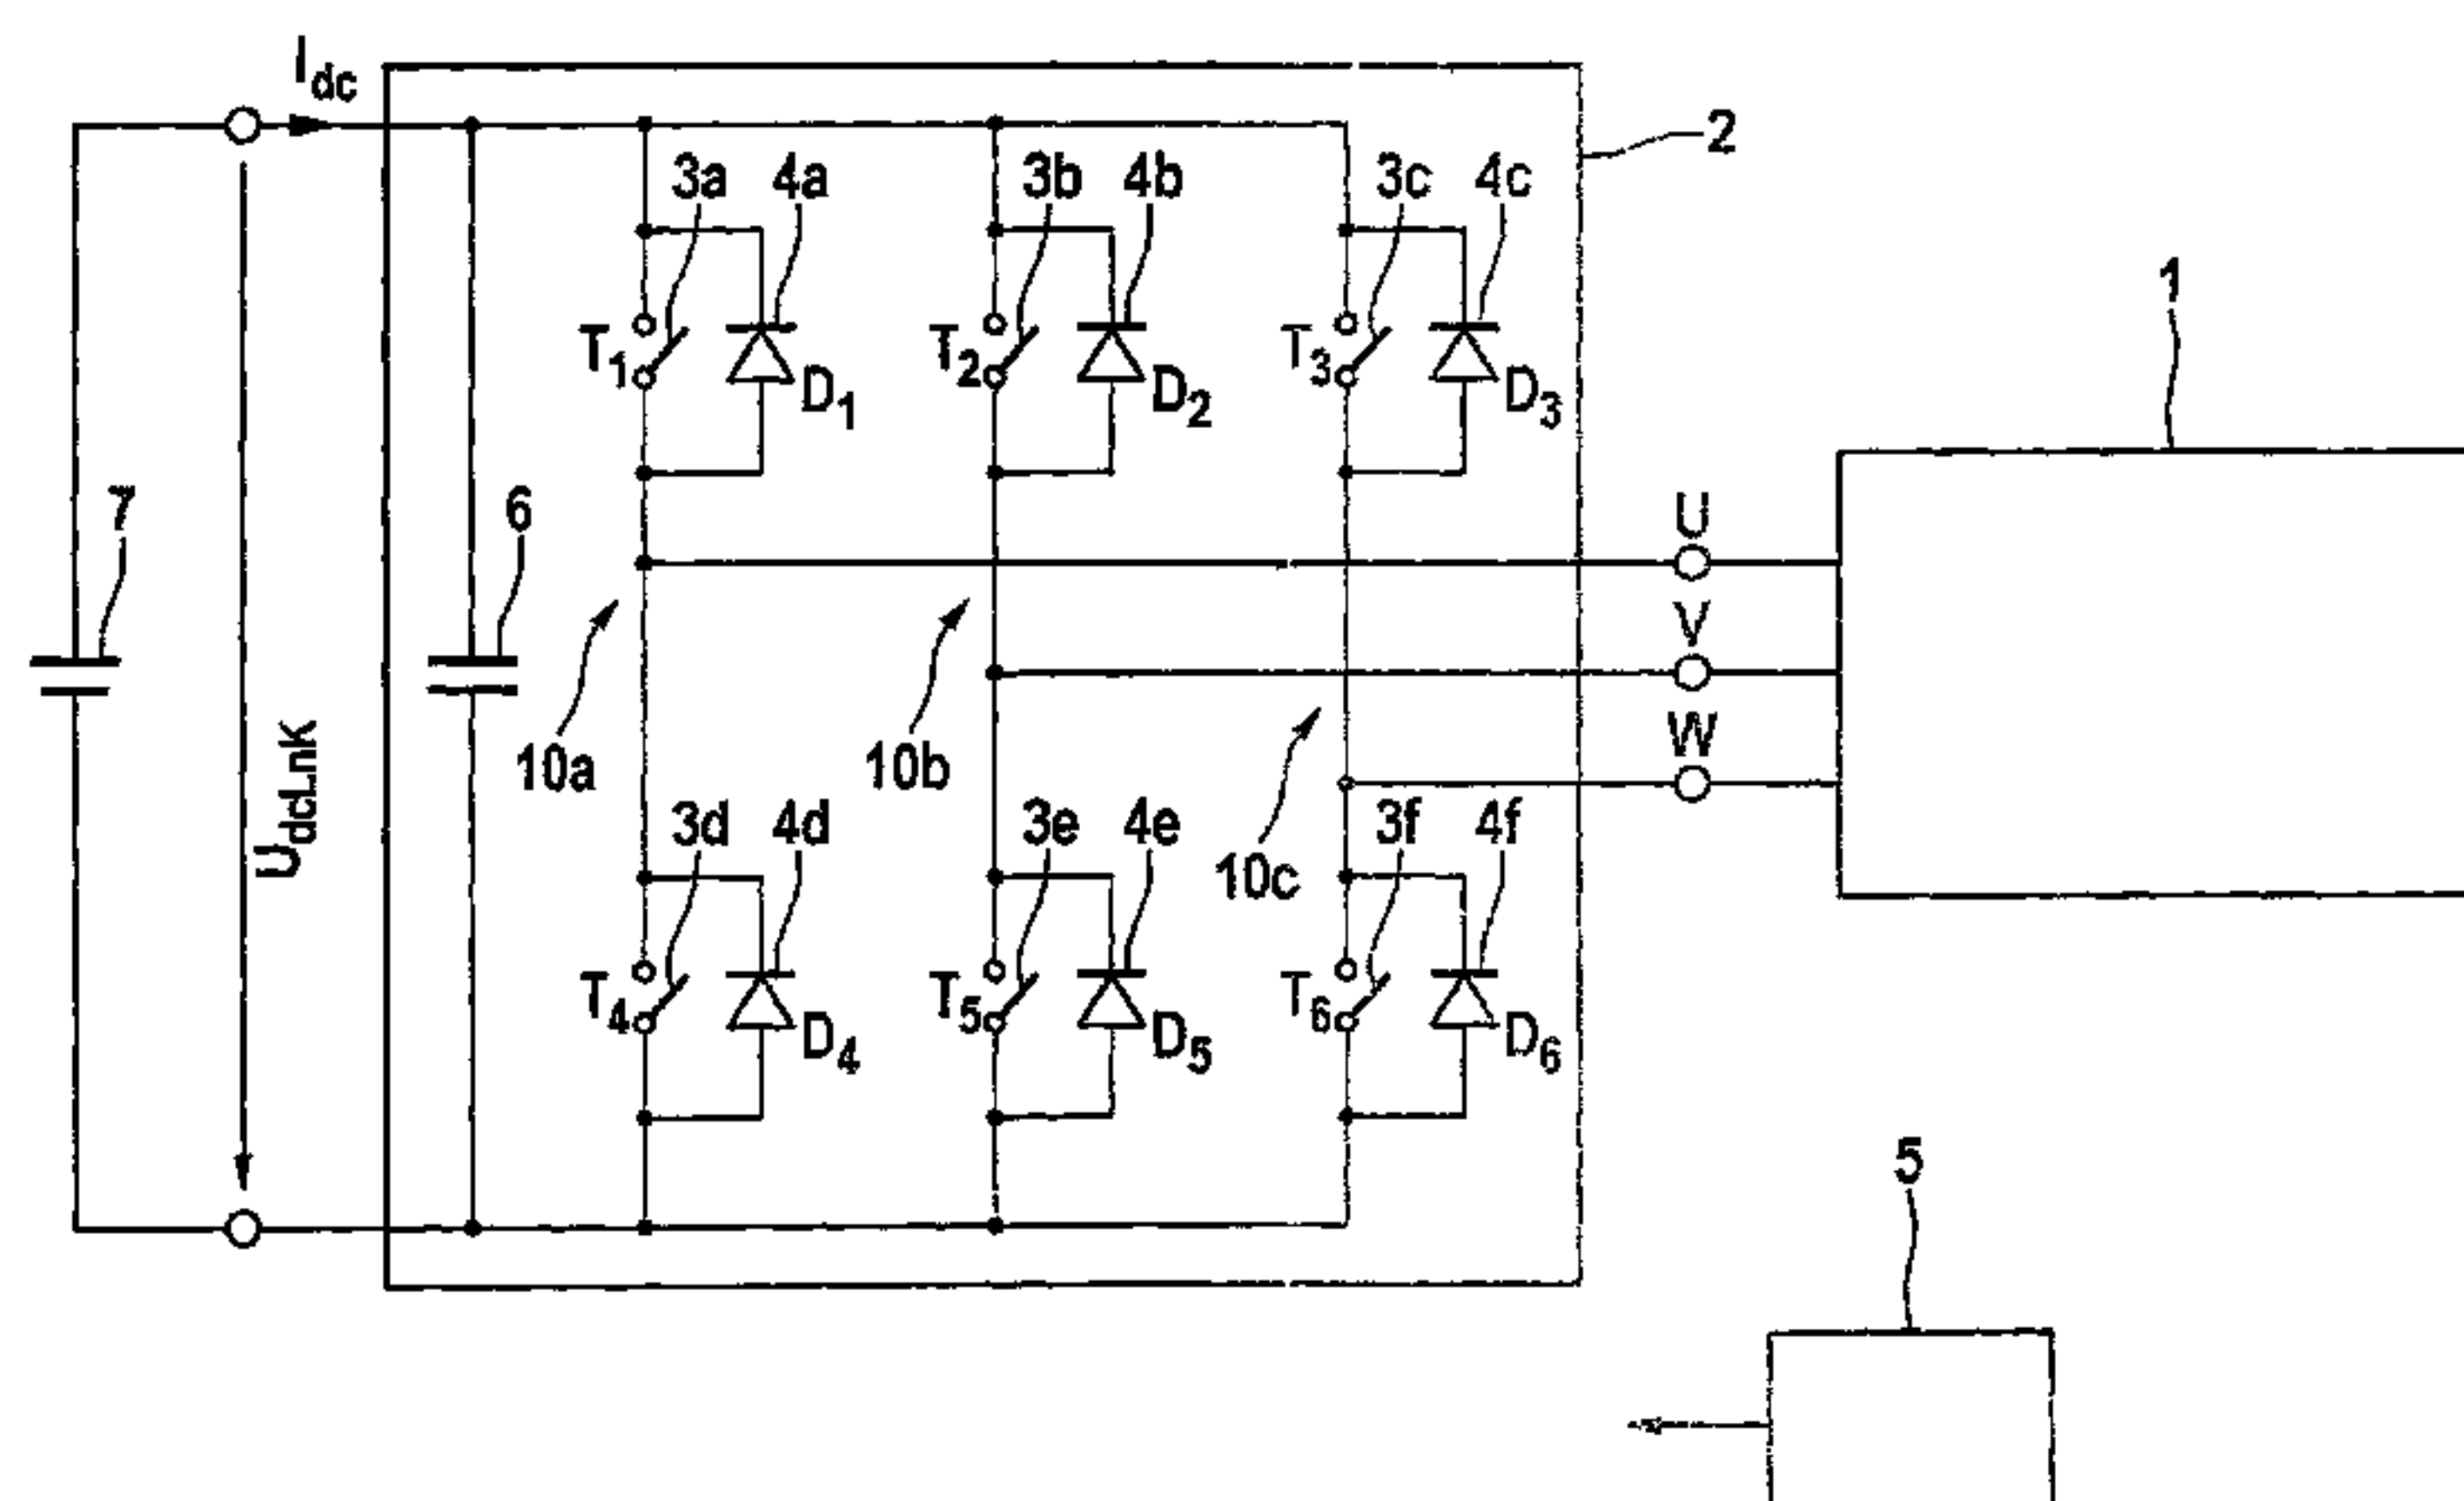 Idc
2
3a 4a 3b 4b 3c 4c
1
T1 D1 T2 D2 T3 D3
7 6
U
V
W
UdcLnK
10a 10b 10c
3d 4d 3e 4e 3f 4f
T4 D4 T5 D5 T6 D6
5